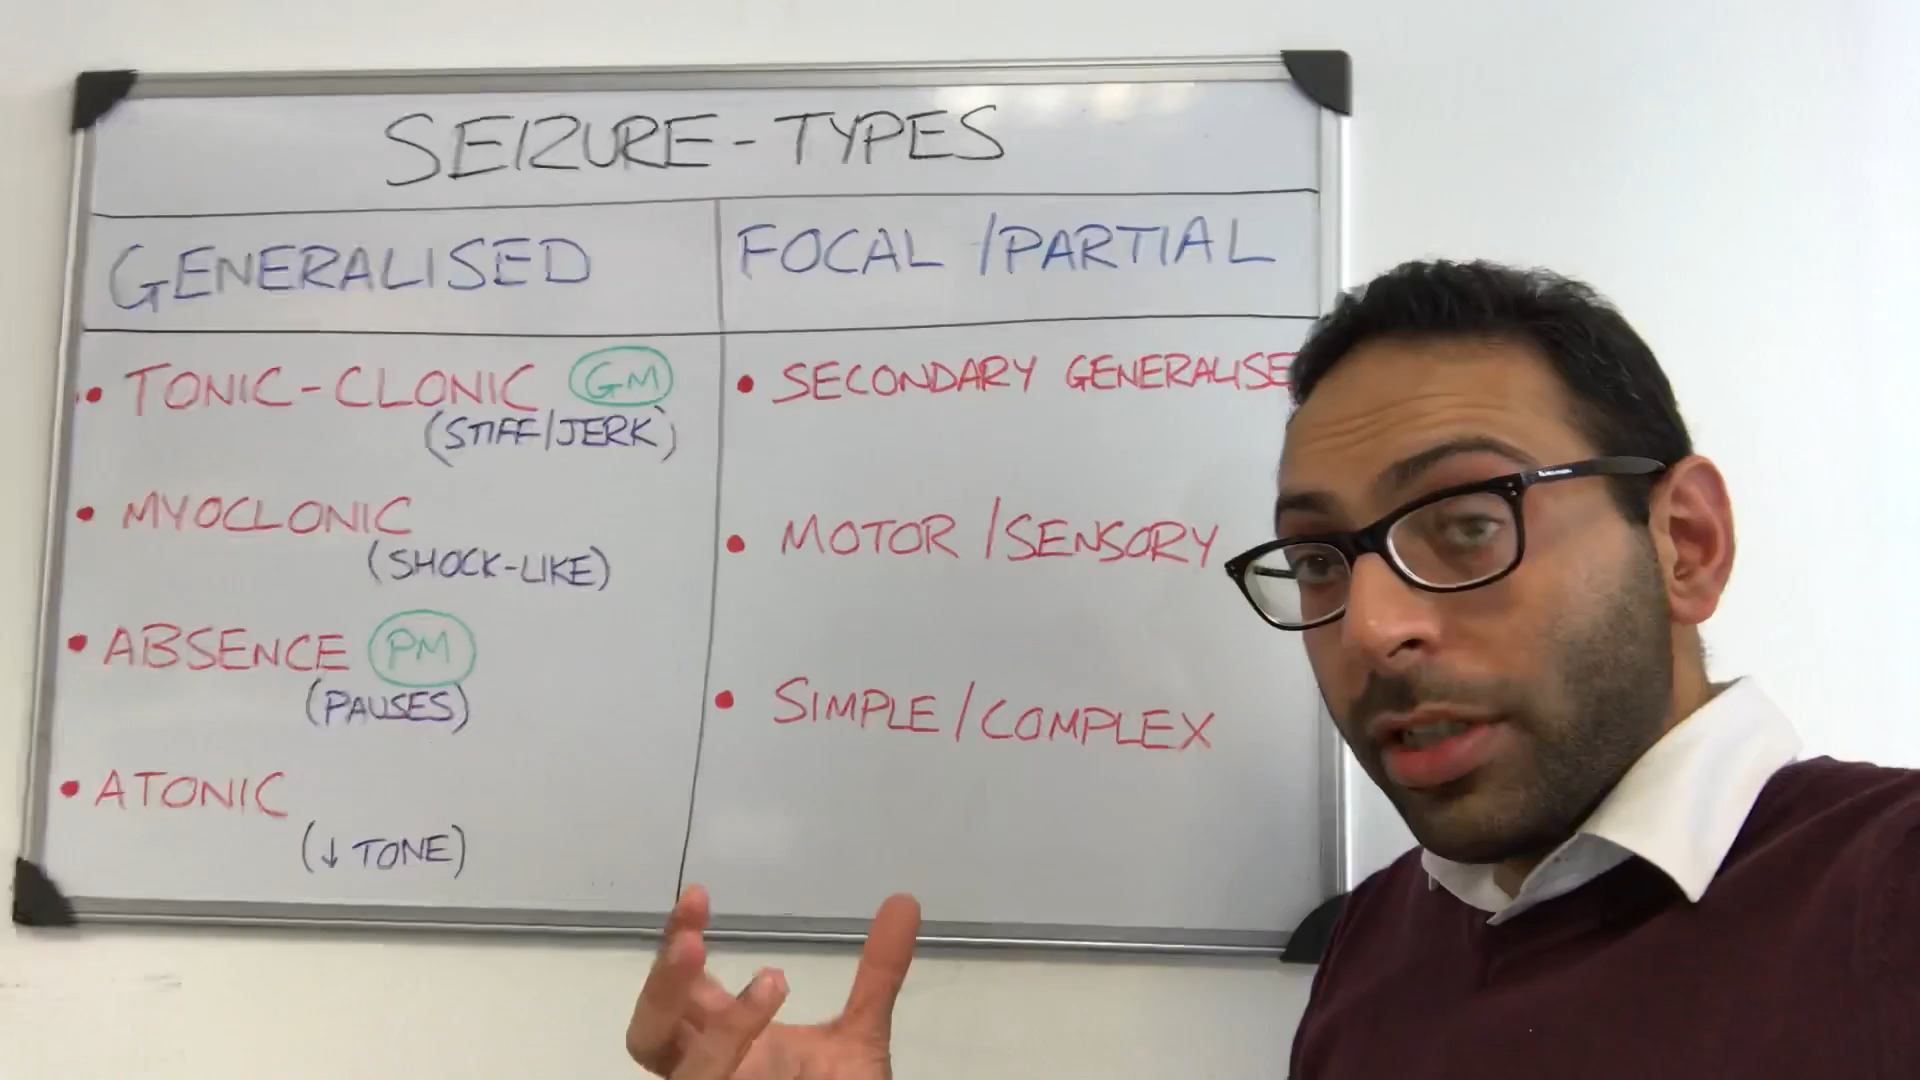 SEIZURE-TYPES
GENERALISED
FOCAL/PARTIAL
• TONIC-CLONIC GM
(STIFF/JERK)
• MYOCLONIC
(SHOCK-LIKE)
• ABSENCE PM
(PAUSES)
• ATONIC
(↓ TONE)
• SECONDARY GENERALISE
• MOTOR/SENSORY
• SIMPLE/COMPLEX